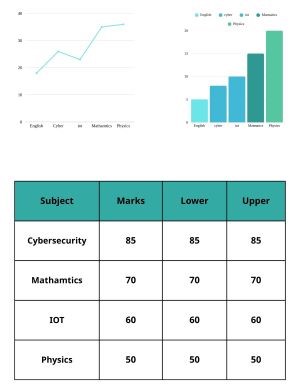 40
30
20
10
0
English Cyber iot Mathamtics Physics
English cyber iot Mathamtics
Physics
20
15
10
5
0
English cyber iot Mathamtics Physics
Subject Marks Lower Upper
Cybersecurity 85 85 85
Mathamtics 70 70 70
IOT 60 60 60
Physics 50 50 50